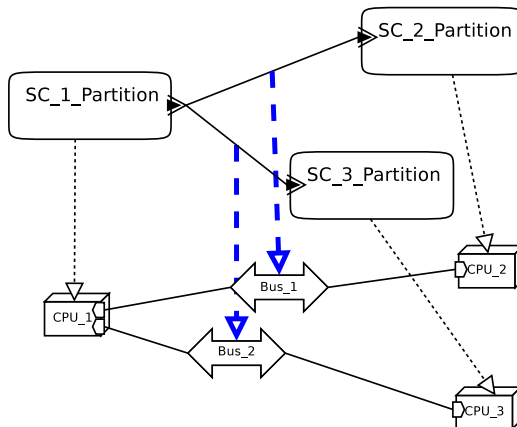 SC_2_Partition
SC_1_Partition
SC_3_Partition
CPU_2
Bus_1
CPU_1
Bus_2
CPU_3